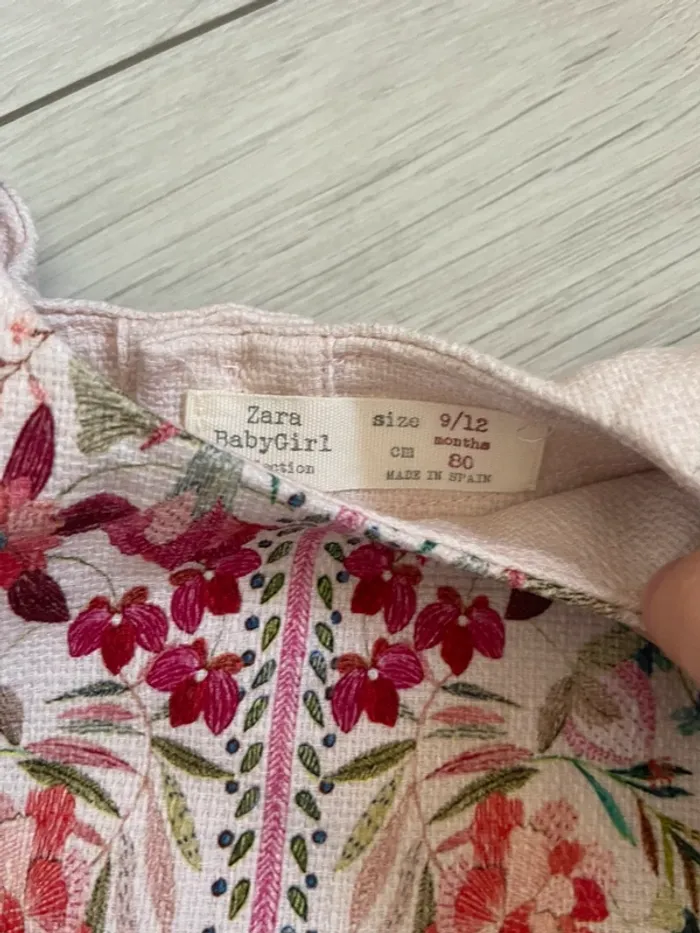 Zara
BabyGirl
size 9/12
months
cm 80
MADE IN SPAIN